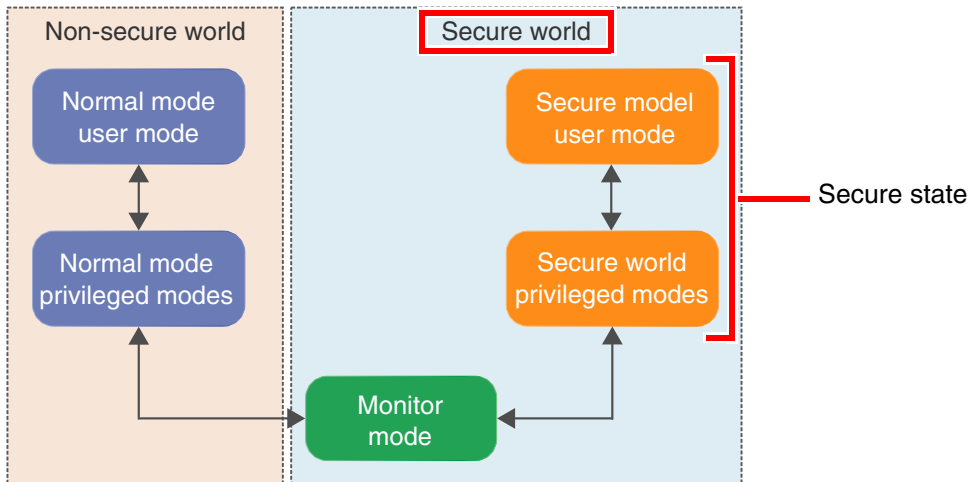 Non-secure world
Secure world
Normal mode
user mode
Secure model
user mode
Secure state
Normal mode
privileged modes
Secure world
privileged modes
Monitor
mode